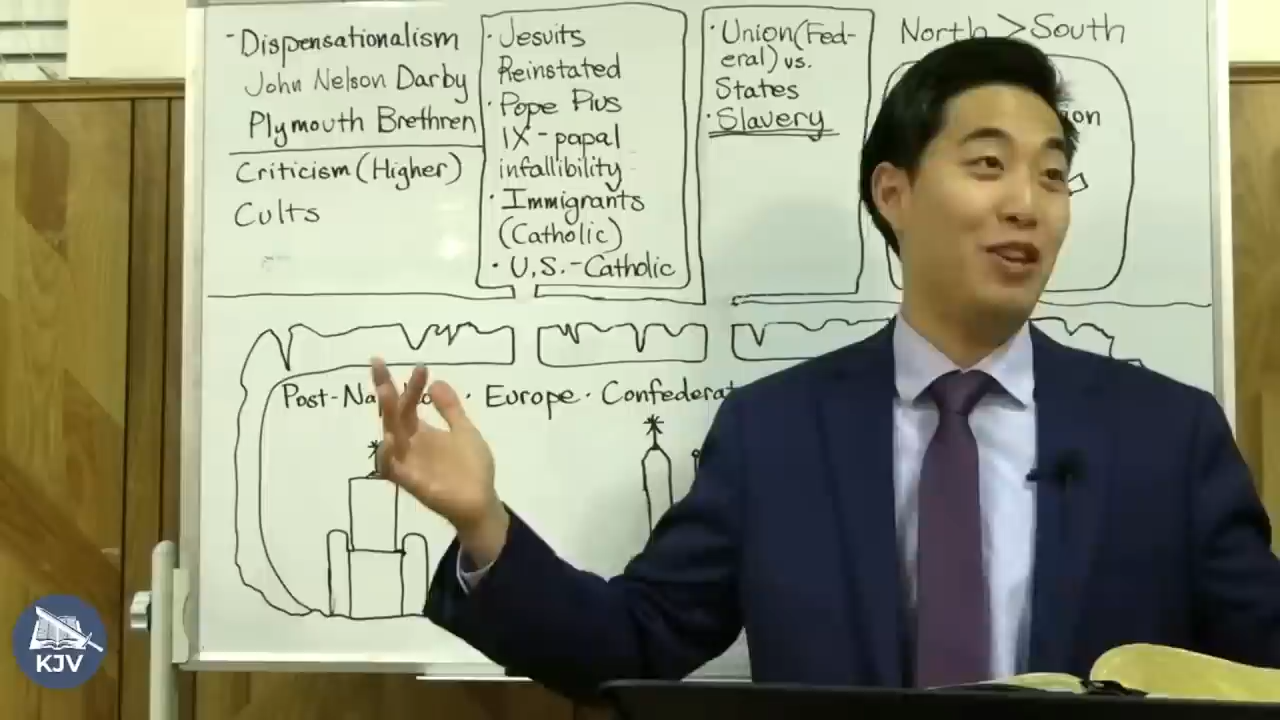 - Dispensationalism
John Nelson Darby
Plymouth Brethren
Criticism (Higher)
Cults
· Jesuits
Reinstated
· Pope Pius
IX - papal
infallibility
· Immigrants
(Catholic)
· U.S.-Catholic
· Union(Fed-
eral) vs.
States
· Slavery
North > South
· Europe · Confederat
KJV